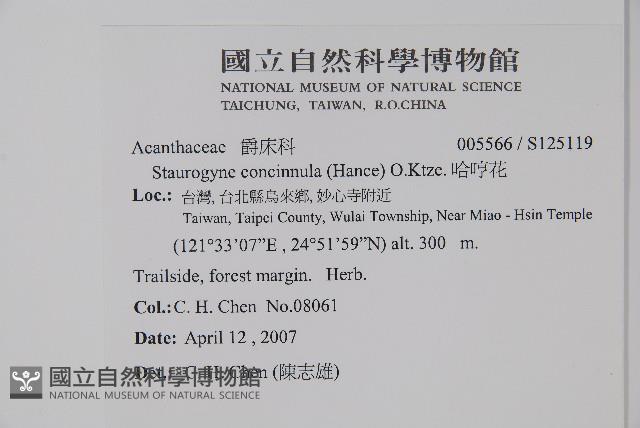 國立自然科學博物館
NATIONAL MUSEUM OF NATURAL SCIENCE
TAICHUNG, TAIWAN, R.O.CHINA
Acanthaceae 爵床科 005566 / S125119
Staurogyne concinnula (Hance) O.Ktze. 哈哼花
Loc.: 台灣, 台北縣烏來鄉, 妙心寺附近
Taiwan, Taipei County, Wulai Township, Near Miao - Hsin Temple
(121°33'07”E , 24°51'59”N) alt. 300 m.
Trailside, forest margin. Herb.
Col.: C. H. Chen No.08061
Date: April 12 , 2007
Det.: C. H. Chen (陳志雄)
國立自然科學博物館
NATIONAL MUSEUM OF NATURAL SCIENCE